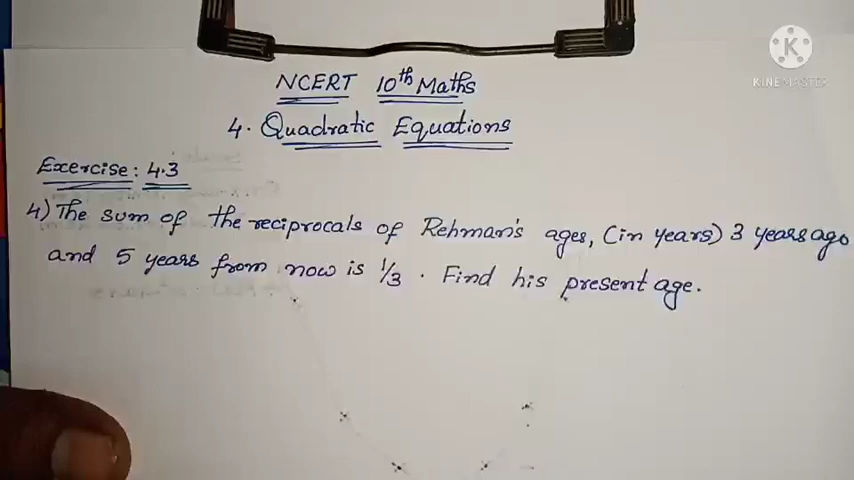 NCERT 10th Maths
4. Quadratic Equations
Exercise: 4.3
4) The sum of the reciprocals of Rehman's ages, (in years) 3 years ago
and 5 years from now is 1/3. Find his present age.
K
KINEMASTER